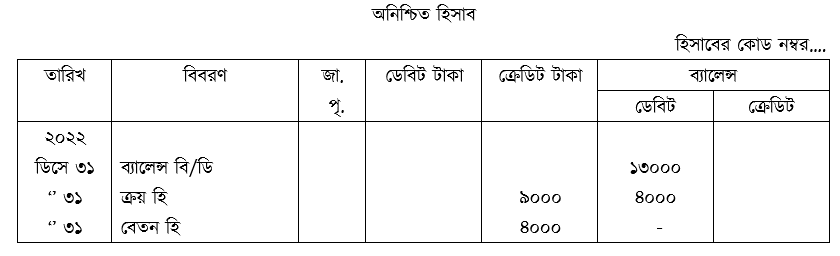 অনিশ্চিত হিসাব
হিসাবের কোড নম্বর....
তারিখ বিবরণ জা. পৃ. ডেবিট টাকা ক্রেডিট টাকা ব্যালেন্স
ডেবিট ক্রেডিট
২০২২
ডিসে ৩১ ব্যালেন্স বি/ডি ১৩০০০
‘’ ৩১ ক্রয় হি ৯০০০ ৪০০০
‘’ ৩১ বেতন হি ৪০০০ -